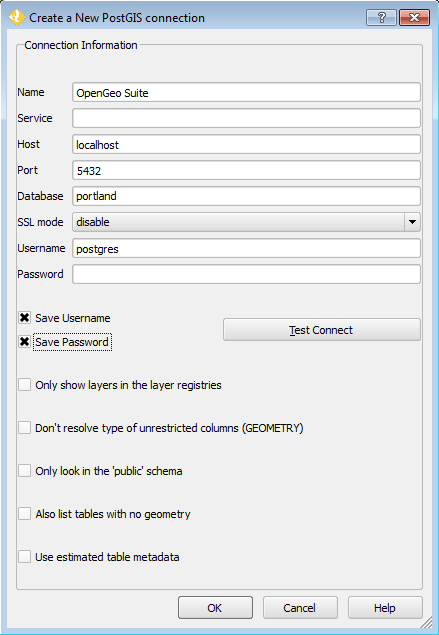 Create a New PostGIS connection
Connection Information
Name OpenGeo Suite
Service
Host localhost
Port 5432
Database portland
SSL mode disable
Username postgres
Password
Save Username
Test Connect
Save Password
Only show layers in the layer registries
Don't resolve type of unrestricted columns (GEOMETRY)
Only look in the 'public' schema
Also list tables with no geometry
Use estimated table metadata
OK Cancel Help